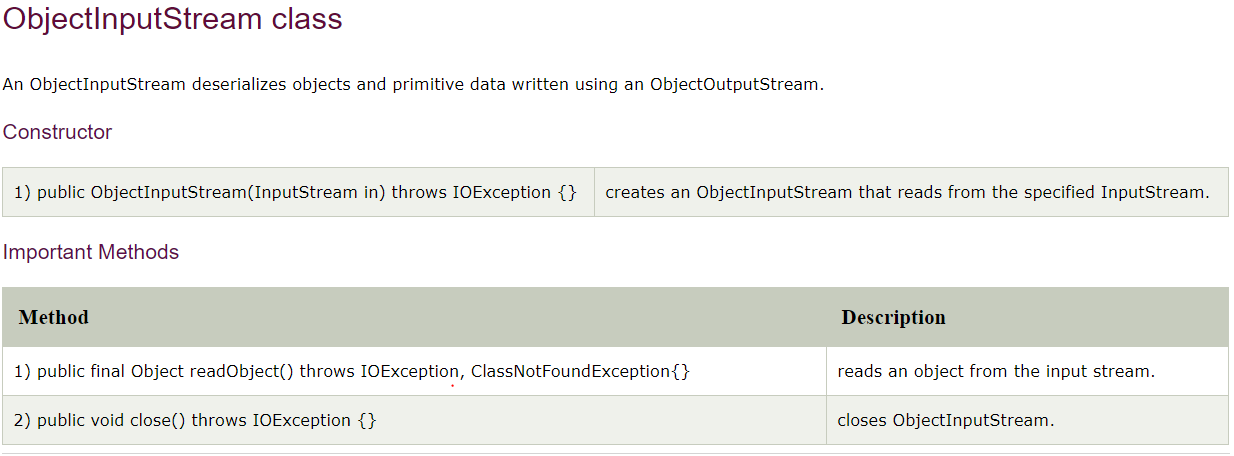 ObjectInputStream class
An ObjectInputStream deserializes objects and primitive data written using an ObjectOutputStream.
Constructor
1) public ObjectInputStream(InputStream in) throws IOException {} creates an ObjectInputStream that reads from the specified InputStream.
Important Methods
Method Description
1) public final Object readObject() throws IOException, ClassNotFoundException{} reads an object from the input stream.
2) public void close() throws IOException {} closes ObjectInputStream.